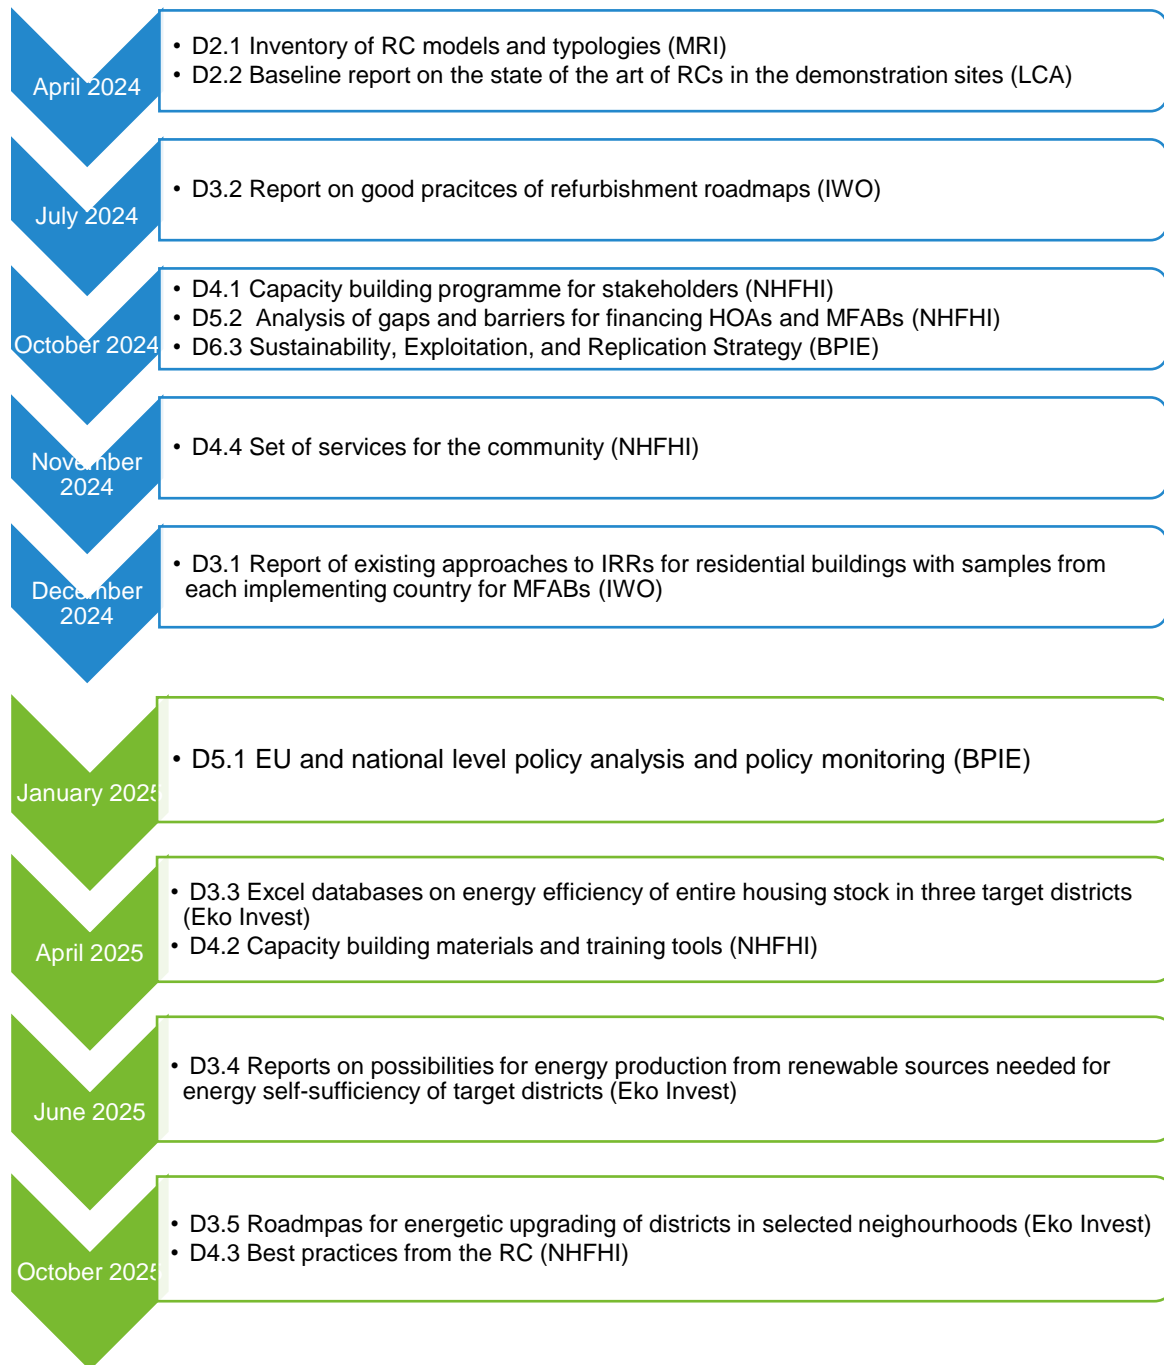 April 2024
• D2.1 Inventory of RC models and typologies (MRI)
• D2.2 Baseline report on the state of the art of RCs in the demonstration sites (LCA)
July 2024
• D3.2 Report on good pracitces of refurbishment roadmaps (IWO)
October 2024
• D4.1 Capacity building programme for stakeholders (NHFHI)
• D5.2 Analysis of gaps and barriers for financing HOAs and MFABs (NHFHI)
• D6.3 Sustainability, Exploitation, and Replication Strategy (BPIE)
November
2024
• D4.4 Set of services for the community (NHFHI)
December
2024
• D3.1 Report of existing approaches to IRRs for residential buildings with samples from
each implementing country for MFABs (IWO)
January 2025
• D5.1 EU and national level policy analysis and policy monitoring (BPIE)
April 2025
• D3.3 Excel databases on energy efficiency of entire housing stock in three target districts
(Eko Invest)
• D4.2 Capacity building materials and training tools (NHFHI)
June 2025
• D3.4 Reports on possibilities for energy production from renewable sources needed for
energy self-sufficiency of target districts (Eko Invest)
October 2025
• D3.5 Roadmpas for energetic upgrading of districts in selected neighourhoods (Eko Invest)
• D4.3 Best practices from the RC (NHFHI)